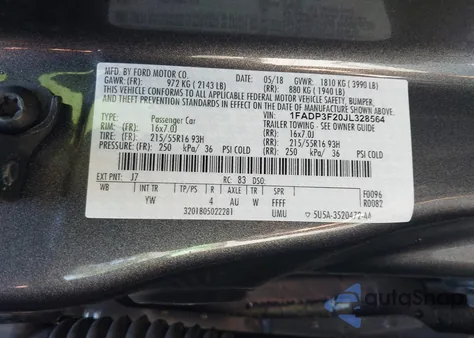 MFD. BY FORD MOTOR CO. DATE: 05/18 GVWR: 1810 KG ( 3990 LB)
GAWR: (FR): 972 KG ( 2143 LB) (RR): 880 KG ( 1940 LB)
THIS VEHICLE CONFORMS TO ALL APPLICABLE FEDERAL MOTOR VEHICLE SAFETY, BUMPER,
AND THEFT PREVENTION STANDARDS IN EFFECT ON THE DATE OF MANUFACTURE SHOWN ABOVE.
VIN: 1FADP3F20JL328564
TYPE: Passenger Car TRAILER TOWING - SEE OWNERS GUIDE
RIM: (FR): 16x7.0J (RR): 16x7.0J
TIRE: (FR): 215/55R16 93H (RR): 215/55R16 93H
PRESSURE: (FR): 250 kPa/ 36 PSI COLD (RR): 250 kPa/ 36 PSI COLD
EXT PNT: J7 RC: 83 DSO:
WB INT TR TP/PS R AXLE TR SPR F0096
YW 4 AU W FFFF R0082
3201805022281 UMU 5U5A-3520472-AA
autoSnap